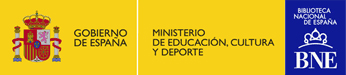 GOBIERNO
DE ESPAÑA
MINISTERIO
DE EDUCACIÓN, CULTURA
Y DEPORTE
BIBLIOTECA
NACIONAL
DE ESPAÑA
BNE